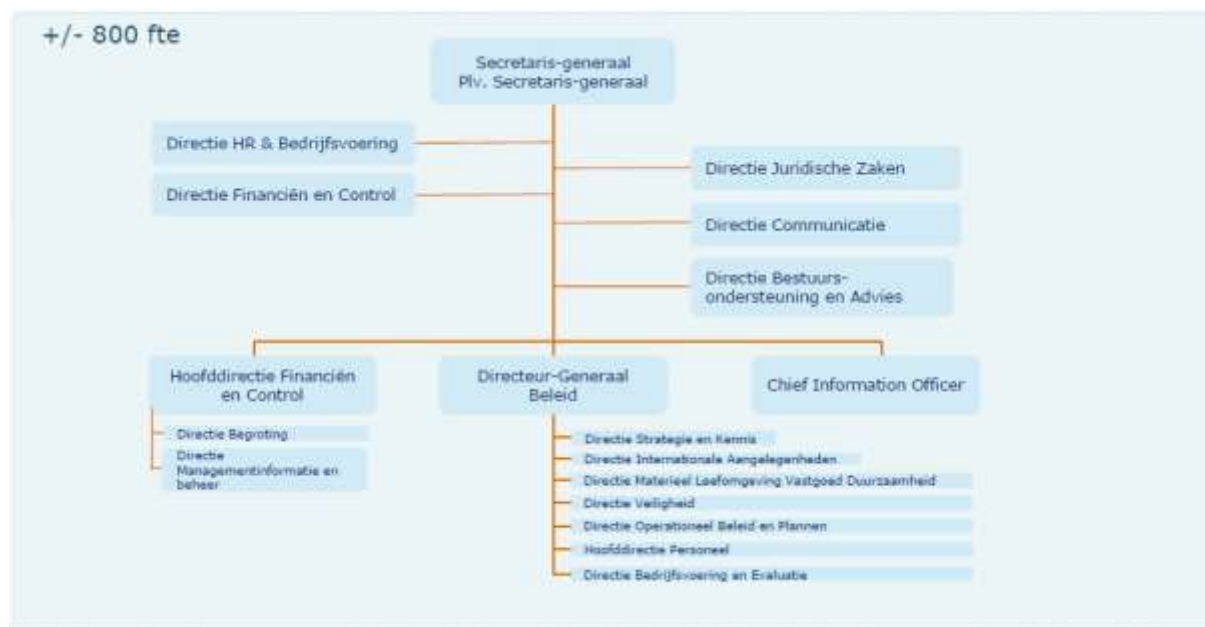 +/- 800 fte
Secretaris-generaal
Plv. Secretaris-generaal
Directie HR & Bedrijfsvoering
Directie Juridische Zaken
Directie Financiën en Control
Directie Communicatie
Directie Bestuurs-
ondersteuning en Advies
Hoofddirectie Financiën
en Control
Directeur-Generaal
Beleid
Chief Information Officer
Directie Begroting
Directie
Managementinformatie en
beheer
Directie Strategie en Kennis
Directie Internationale Aangelegenheden
Directie Materieel Leefomgeving Vastgoed Duurzaamheid
Directie Veiligheid
Directie Operationeel Beleid en Plannen
Hoofddirectie Personeel
Directie Bedrijfsvoering en Evaluatie